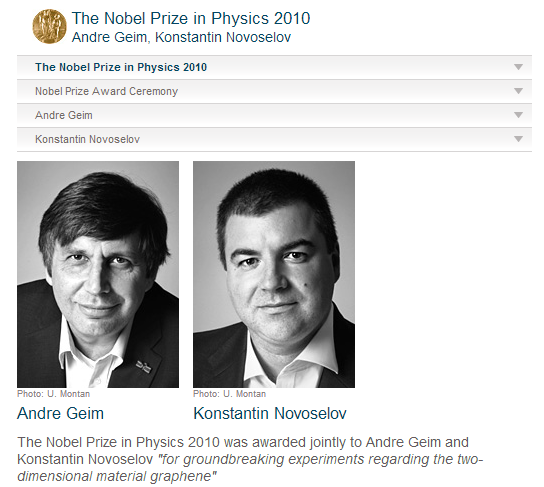 The Nobel Prize in Physics 2010
Andre Geim, Konstantin Novoselov
The Nobel Prize in Physics 2010
Nobel Prize Award Ceremony
Andre Geim
Konstantin Novoselov
Photo: U. Montan
Photo: U. Montan
Andre Geim
Konstantin Novoselov
The Nobel Prize in Physics 2010 was awarded jointly to Andre Geim and
Konstantin Novoselov "for groundbreaking experiments regarding the two-
dimensional material graphene"